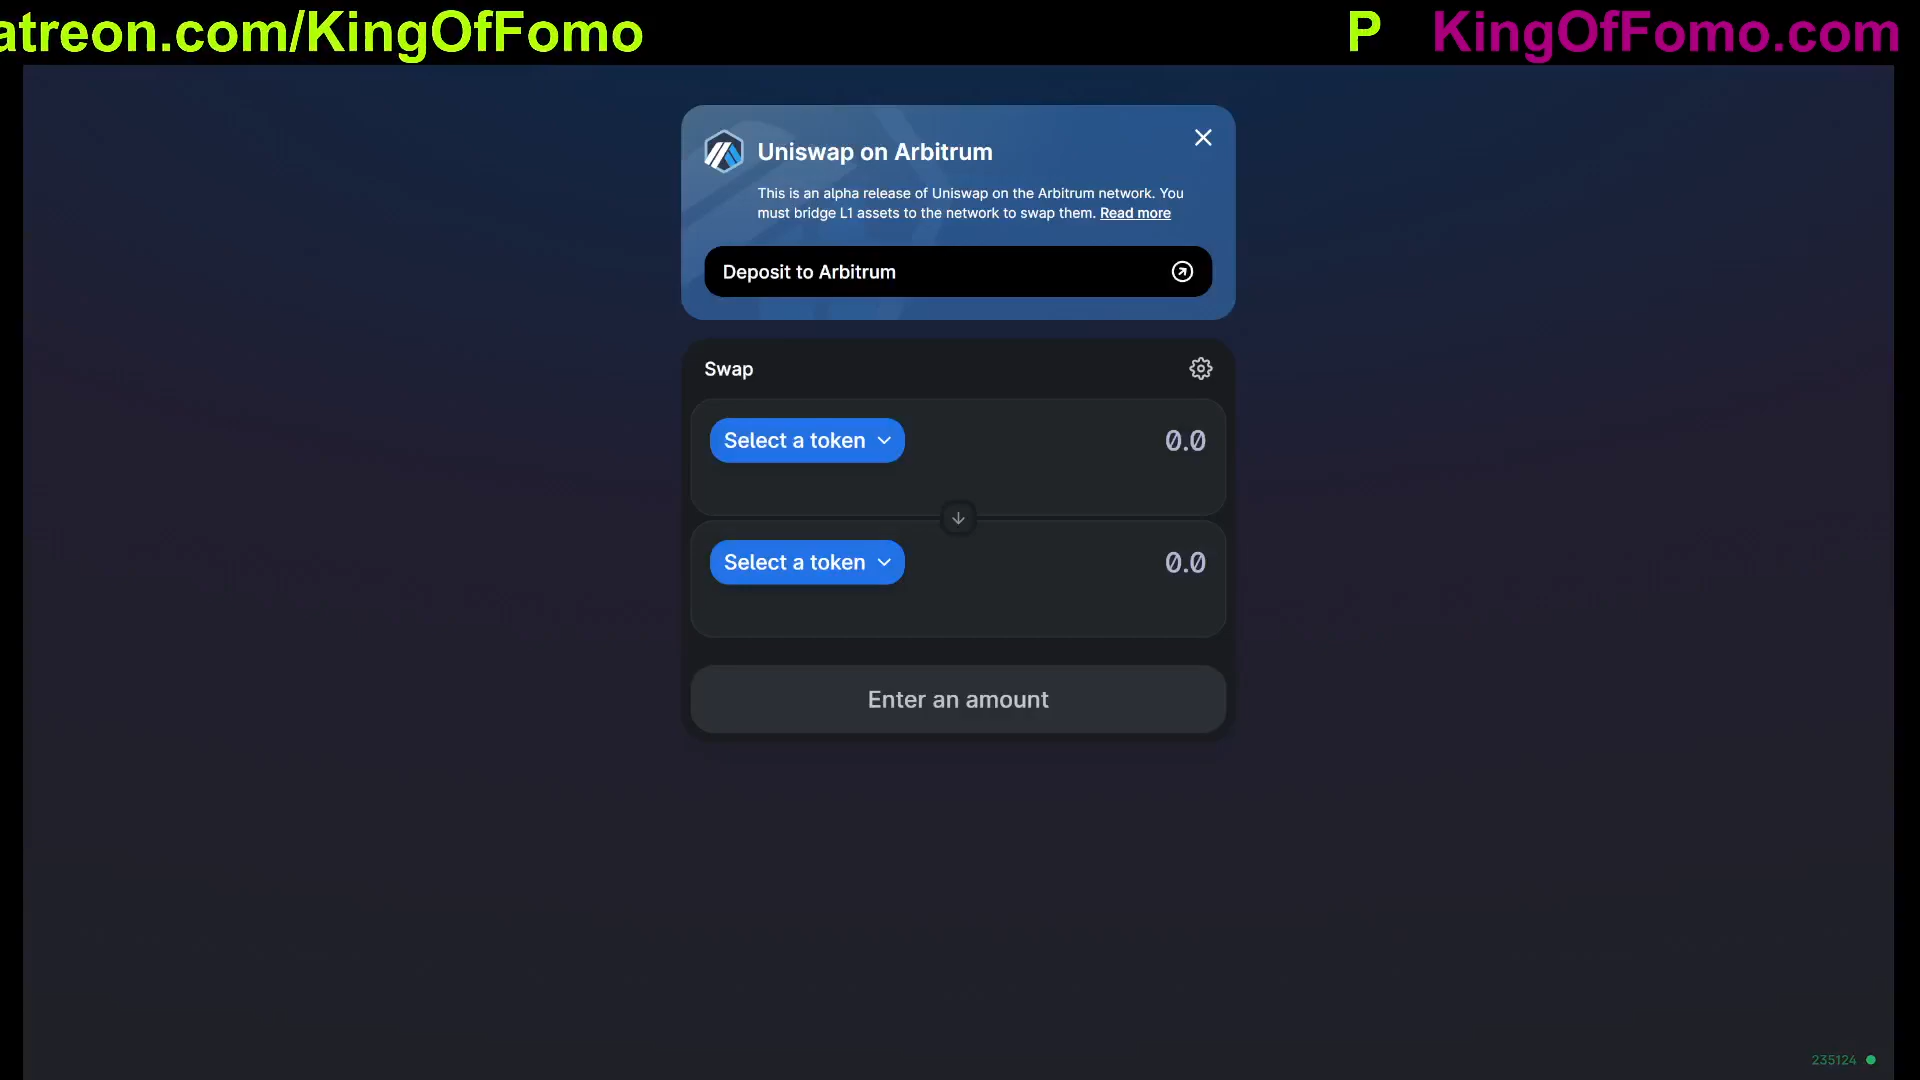 atreon.com/KingOfFomo
P KingOfFomo.com
Uniswap on Arbitrum
This is an alpha release of Uniswap on the Arbitrum network. You
must bridge L1 assets to the network to swap them. Read more
Deposit to Arbitrum
Swap
Select a token
0.0
Select a token
0.0
Enter an amount
235124